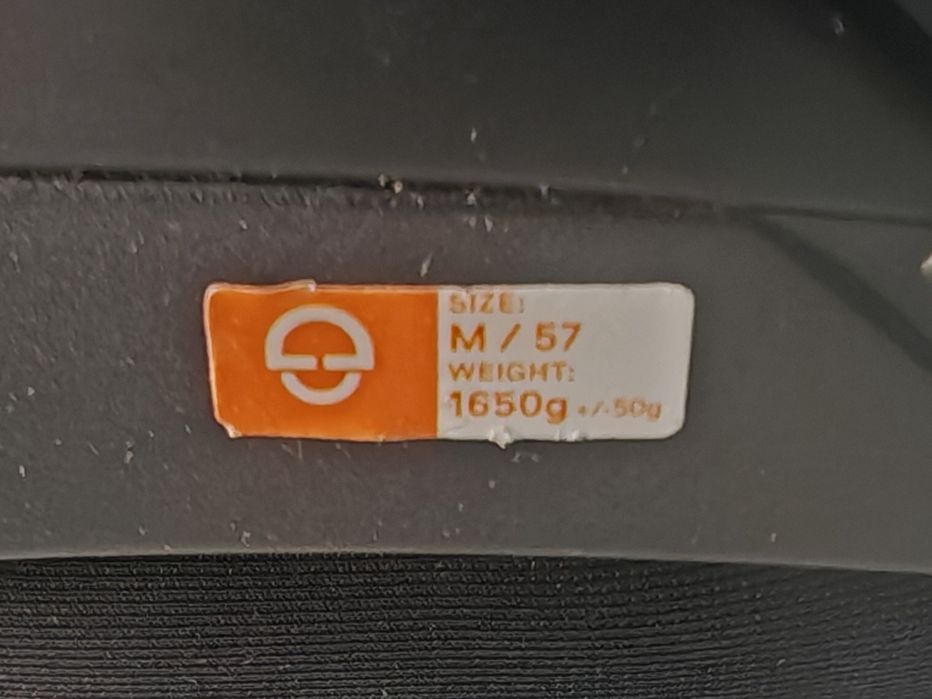 SIZE:
M / 57
WEIGHT:
1650g +/-50g